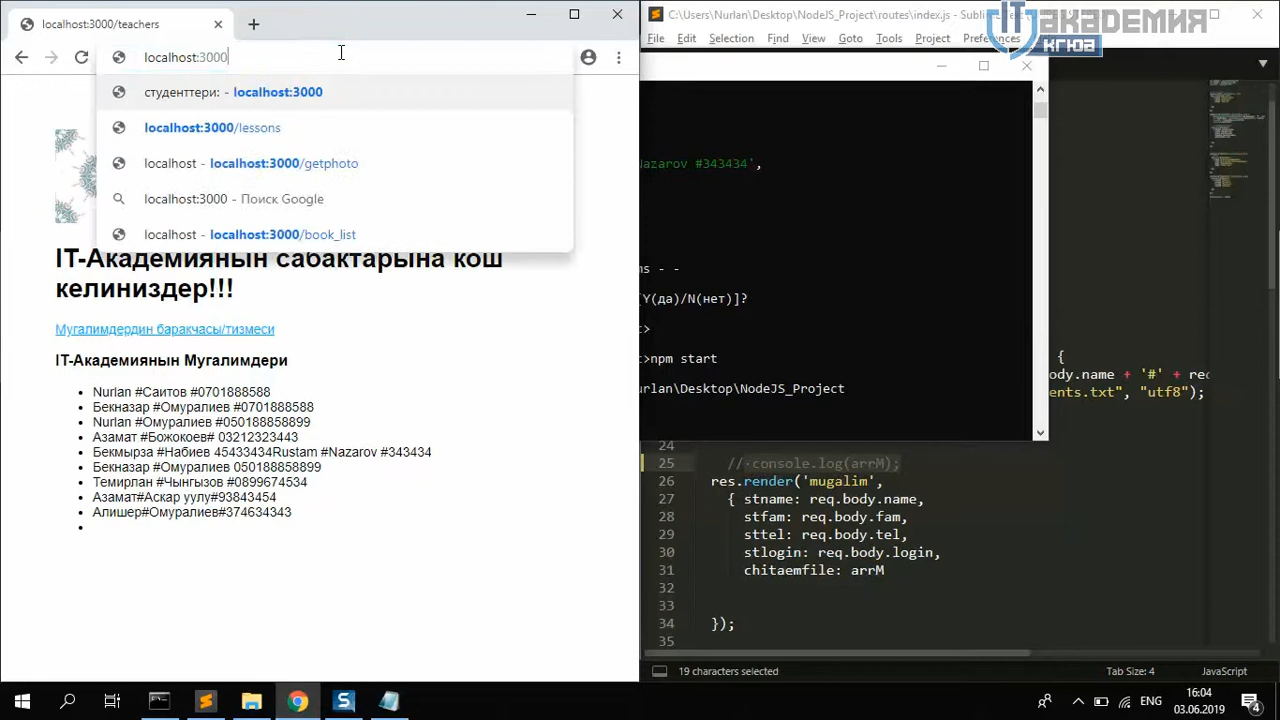 localhost:3000/teachers
localhost:3000
студенттери: - localhost:3000
localhost:3000/lessons
localhost - localhost:3000/getphoto
localhost:3000 - Поиск Google
localhost - localhost:3000/book_list
IT-Академиянын сабактарына кош
келиниздер!!!
Мугалимдердин баракчасы/тизмеси
IT-Академиянын Мугалимдери
Nurlan #Саитов #0701888588
Бекназар #Омуралиев #0701888588
Nurlan #Омуралиев #050188858899
Азамат #Божокоев# 03212323443
Бекмырза #Набиев 45433434Rustam #Nazarov #343434
Бекназар #Омуралиев 050188858899
Темирлан #Чынгызов #0899674534
Азамат#Аскар уулу#93843454
Алишер#Омуралиев#374634343
C:\Users\Nurlan\Desktop\NodeJS_Project\routes\index.js - Sublime
IT академия
КГЮА
File Edit Selection Find View Goto Tools Project Preferences
Nazarov #343434',
ms - -
[Y(да)/N(нет)]?
t>
t>npm start
urlan\Desktop\NodeJS_Project
{
body.name + '#' + rec
ents.txt", "utf8");
24
25 // console.log(arrM);
26 res.render('mugalim',
27 { stname: req.body.name,
28 stfam: req.body.fam,
29 sttel: req.body.tel,
30 stlogin: req.body.login,
31 chitaemfile: arrM
32
33
34 });
35
19 characters selected
Tab Size: 4
JavaScript
ENG
16:04
03.06.2019
4